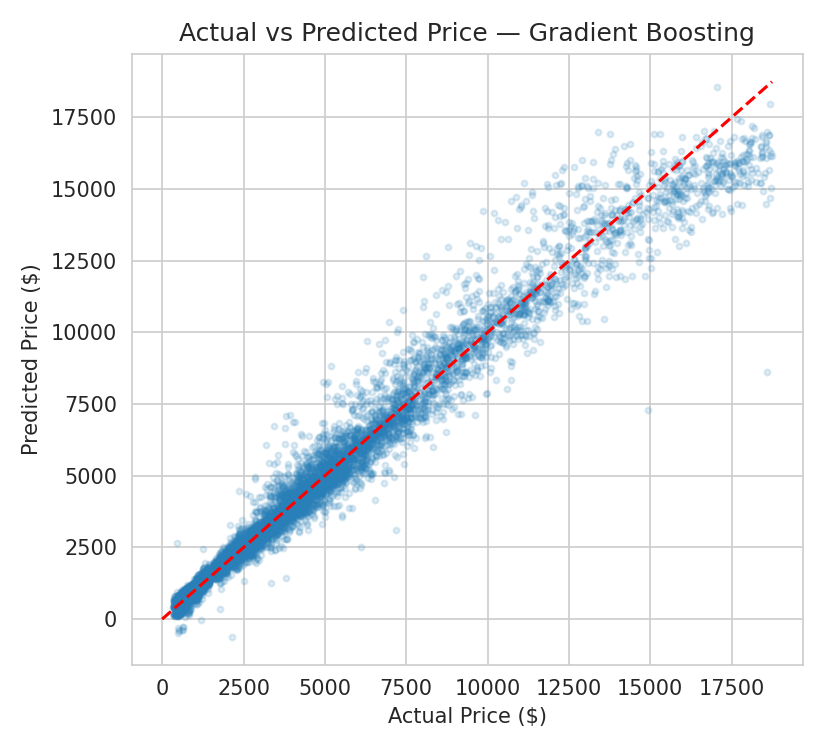 Actual vs Predicted Price — Gradient Boosting
Predicted Price ($)
17500
15000
12500
10000
7500
5000
2500
0
0 2500 5000 7500 10000 12500 15000 17500
Actual Price ($)